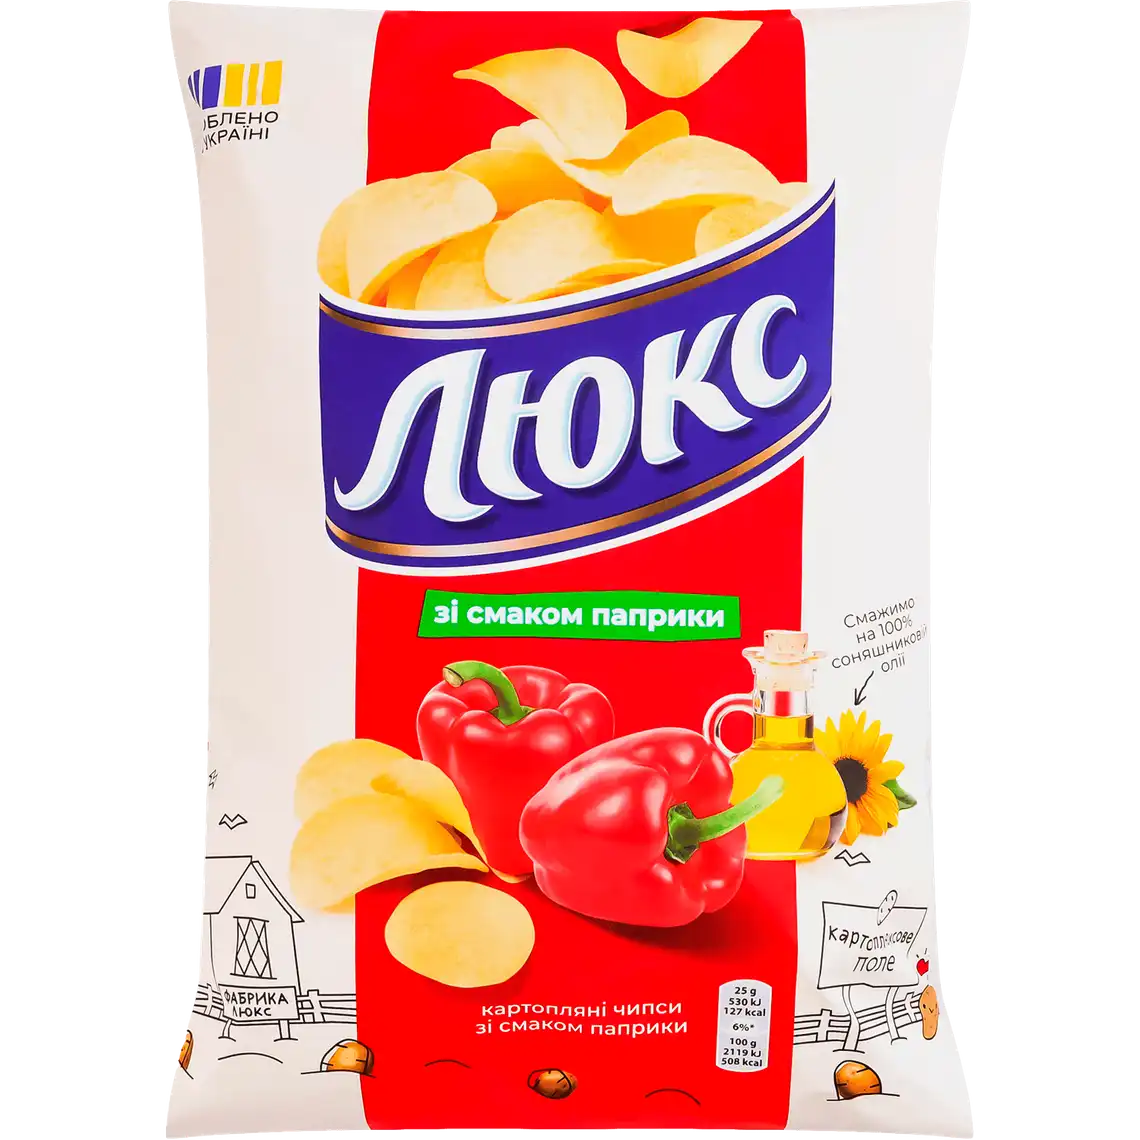 ОБЛЕНО
УКРАЇНІ
Люкс
зі смаком паприки
Смажимо
на 100%
соняшниковій
олії
картоплюксове
поле
ФАБРИКА
ЛЮКС
картопляні чипси
зі смаком паприки
25 g
530 kJ
127 kcal
6%*
100 g
2119 kJ
508 kcal